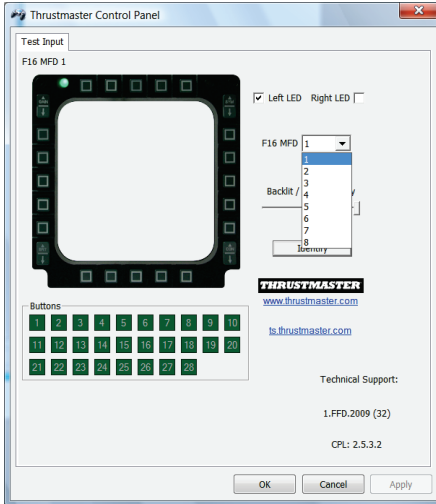 Thrustmaster Control Panel
Test Input
F16 MFD 1
Left LED Right LED
F16 MFD 1
1
2
3
4
5
6
7
8
Backlit /
Identify
THRUSTMASTER
www.thrustmaster.com
ts.thrustmaster.com
Buttons
1 2 3 4 5 6 7 8 9 10
11 12 13 14 15 16 17 18 19 20
21 22 23 24 25 26 27 28
Technical Support:
1.FFD.2009 (32)
CPL: 2.5.3.2
OK Cancel Apply